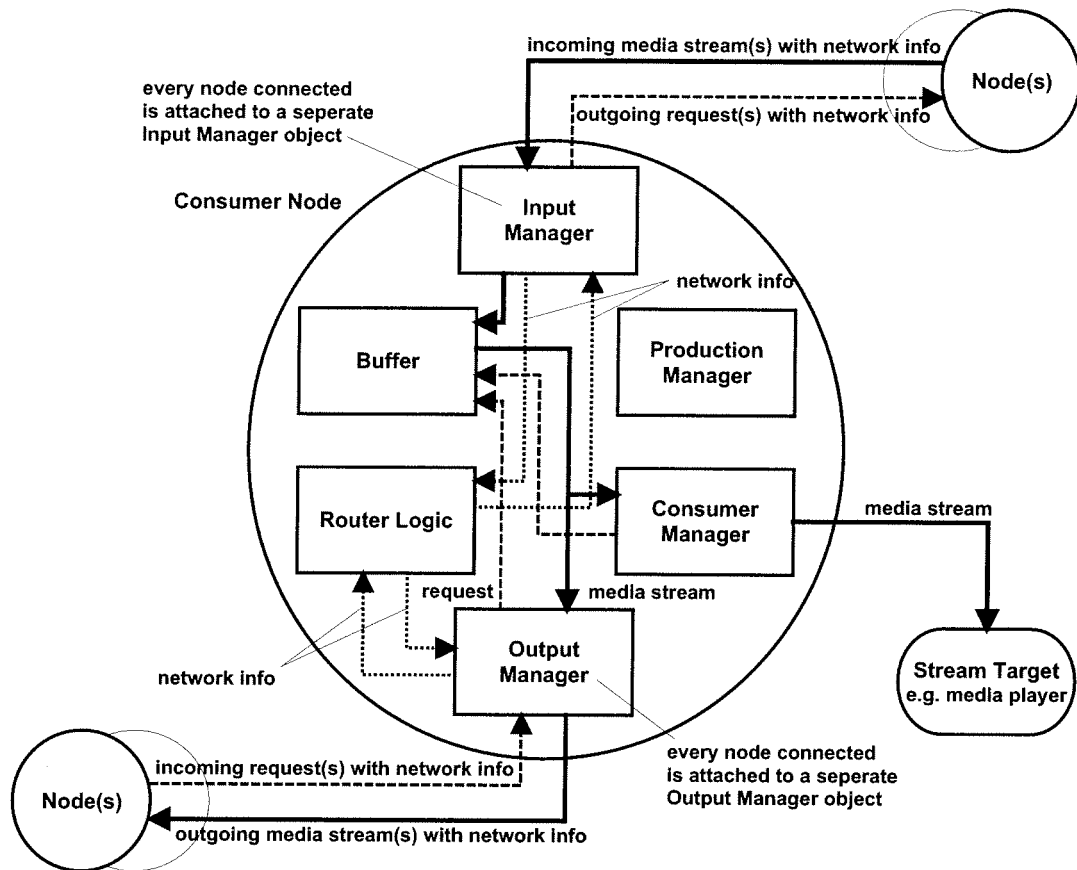 incoming media stream(s) with network info
Node(s)
every node connected
is attached to a seperate
Input Manager object
outgoing request(s) with network info
Consumer Node
Input
Manager
network info
Buffer
Production
Manager
Router Logic
Consumer
Manager
media stream
request
media stream
Output
Manager
network info
Stream Target
e.g. media player
every node connected
is attached to a seperate
Output Manager object
incoming request(s) with network info
Node(s)
outgoing media stream(s) with network info